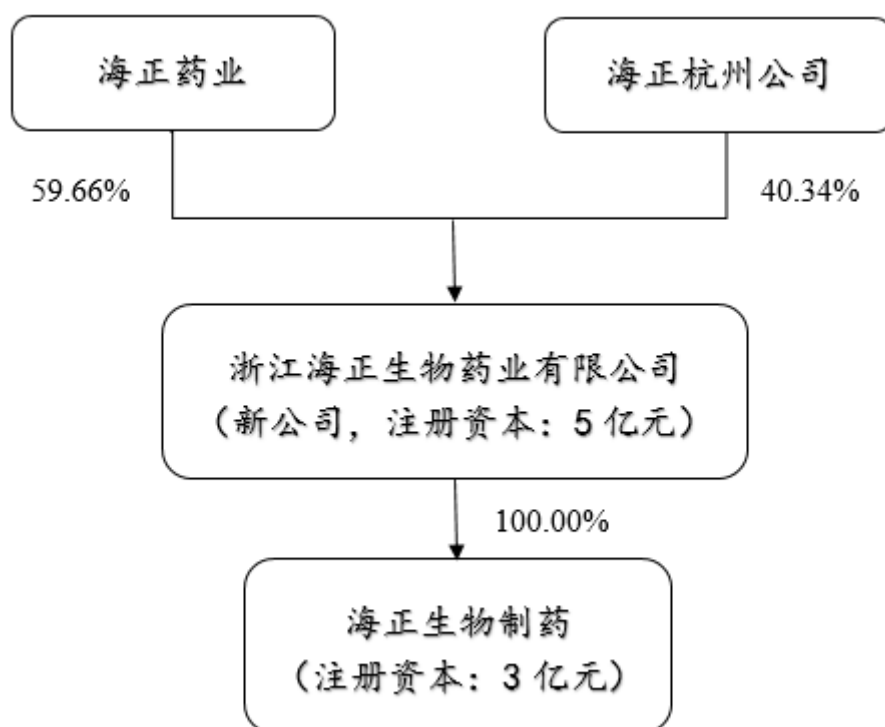 海正药业
海正杭州公司
59.66%
40.34%
浙江海正生物药业有限公司
（新公司，注册资本：5 亿元）
100.00%
海正生物制药
（注册资本：3 亿元）